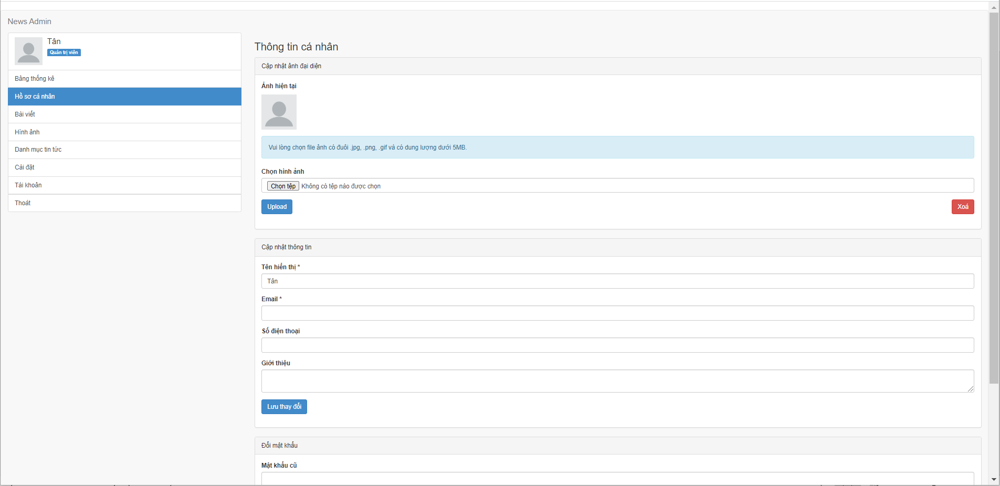 News Admin
Tân
Quản trị viên
Bảng thống kê
Hồ sơ cá nhân
Bài viết
Hình ảnh
Danh mục tin tức
Cài đặt
Tài khoản
Thoát
Thông tin cá nhân
Cập nhật ảnh đại diện
Ảnh hiện tại
Vui lòng chọn file ảnh có đuôi .jpg, .png, .gif và có dung lượng dưới 5MB.
Chọn hình ảnh
Chọn tệp Không có tệp nào được chọn
Upload Xoá
Cập nhật thông tin
Tên hiển thị *
Tân
Email *
Số điện thoại
Giới thiệu
Lưu thay đổi
Đổi mật khẩu
Mật khẩu cũ